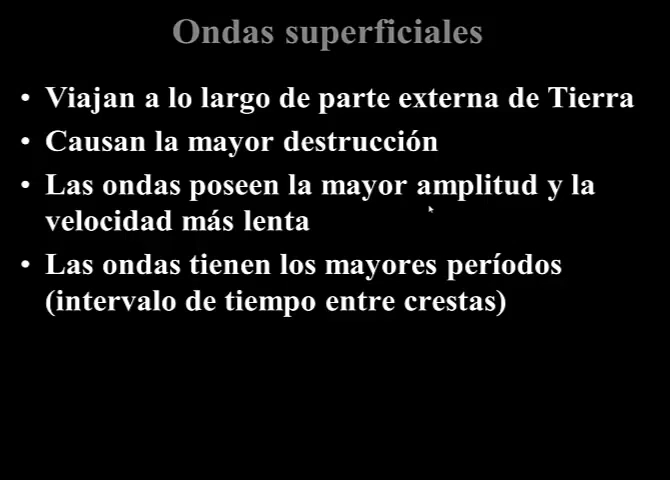 Ondas superficiales
• Viajan a lo largo de parte externa de Tierra
• Causan la mayor destrucción
• Las ondas poseen la mayor amplitud y la
velocidad más lenta
• Las ondas tienen los mayores períodos
(intervalo de tiempo entre crestas)